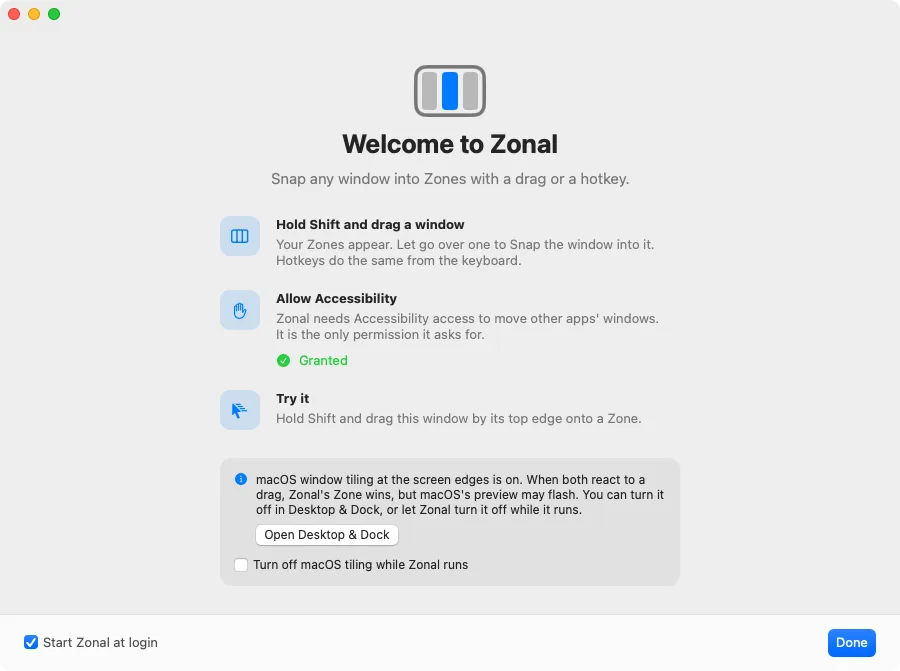 Welcome to Zonal
Snap any window into Zones with a drag or a hotkey.
Hold Shift and drag a window
Your Zones appear. Let go over one to Snap the window into it.
Hotkeys do the same from the keyboard.
Allow Accessibility
Zonal needs Accessibility access to move other apps' windows.
It is the only permission it asks for.
Granted
Try it
Hold Shift and drag this window by its top edge onto a Zone.
macOS window tiling at the screen edges is on. When both react to a
drag, Zonal's Zone wins, but macOS's preview may flash. You can turn it
off in Desktop & Dock, or let Zonal turn it off while it runs.
Open Desktop & Dock
Turn off macOS tiling while Zonal runs
Start Zonal at login
Done